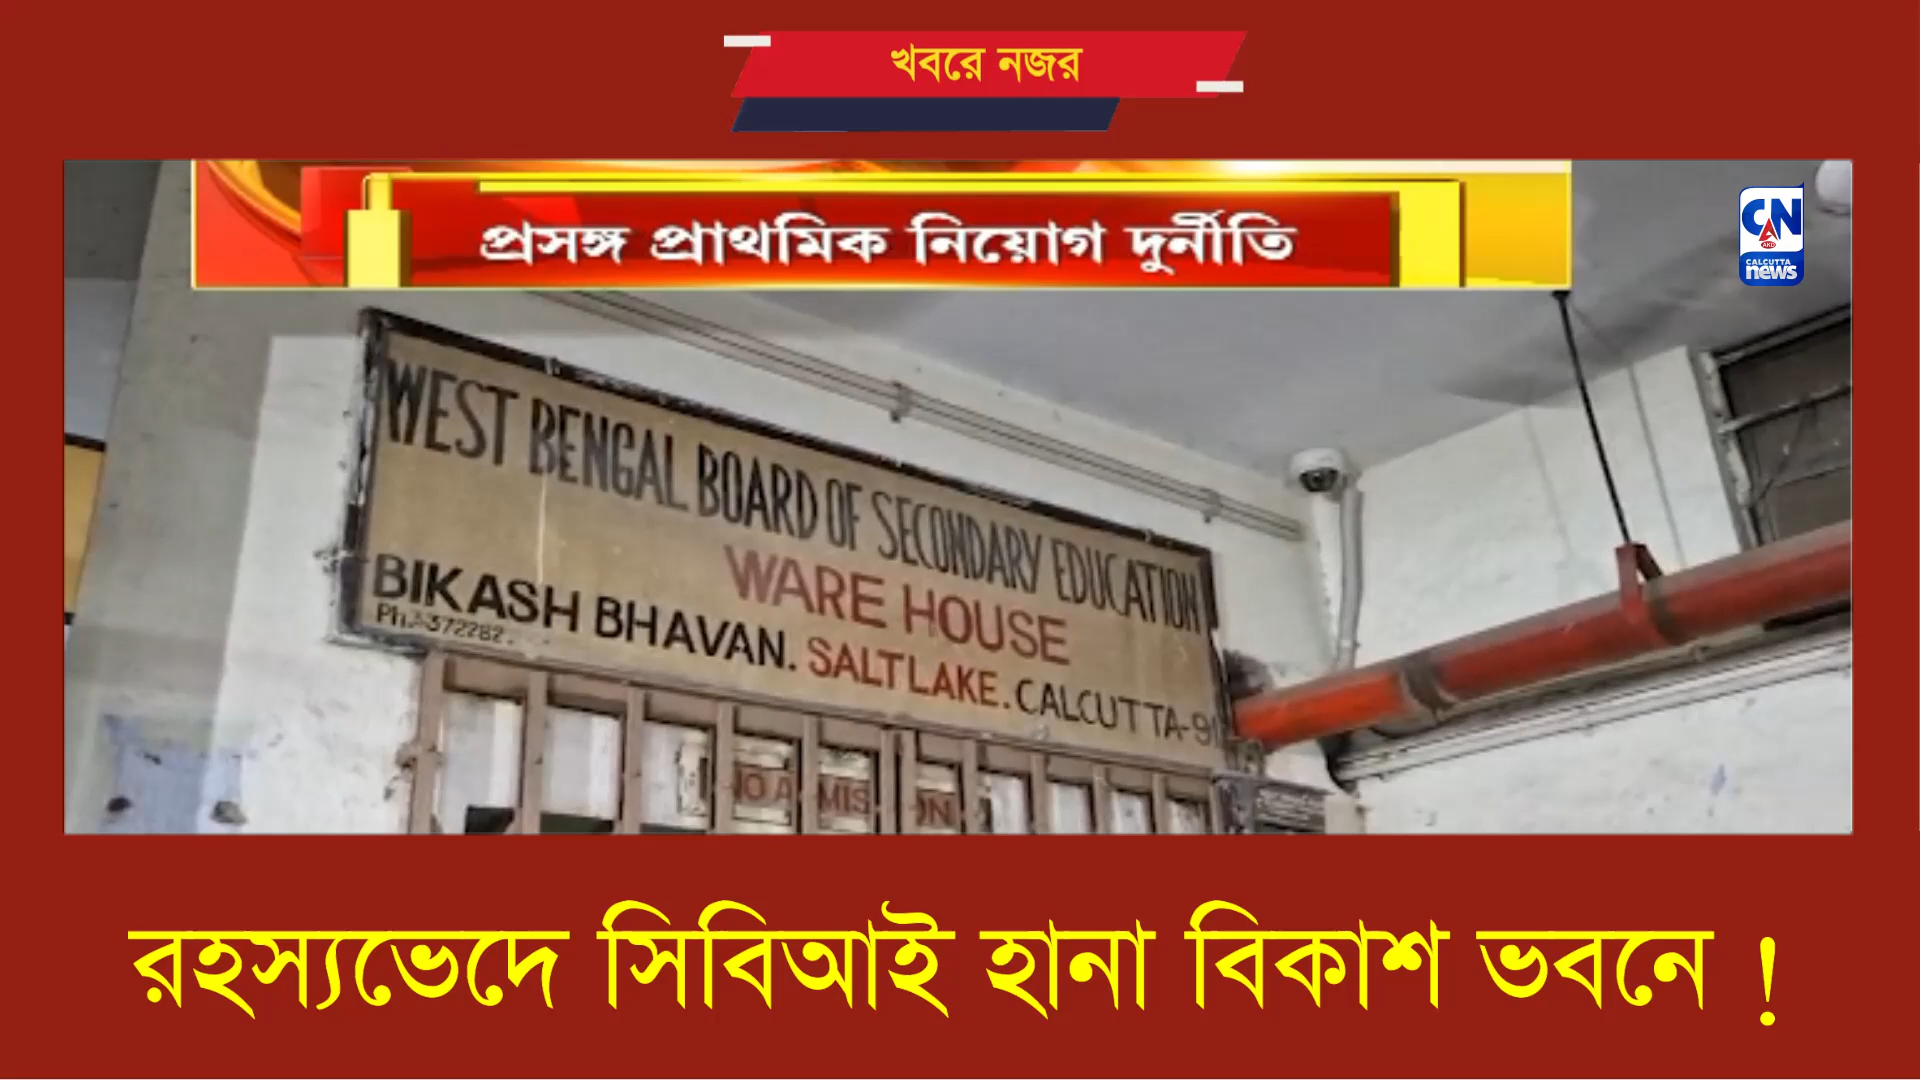 খবরে নজর
প্রসঙ্গ প্রাথমিক নিয়োগ দুর্নীতি
CN
AKD
CALCUTTA
news
WEST BENGAL BOARD OF SECONDARY EDUCATION
WARE HOUSE
BIKASH BHAVAN. SALTLAKE. CALCUTTA-91
রহস্যভেদে সিবিআই হানা বিকাশ ভবনে !